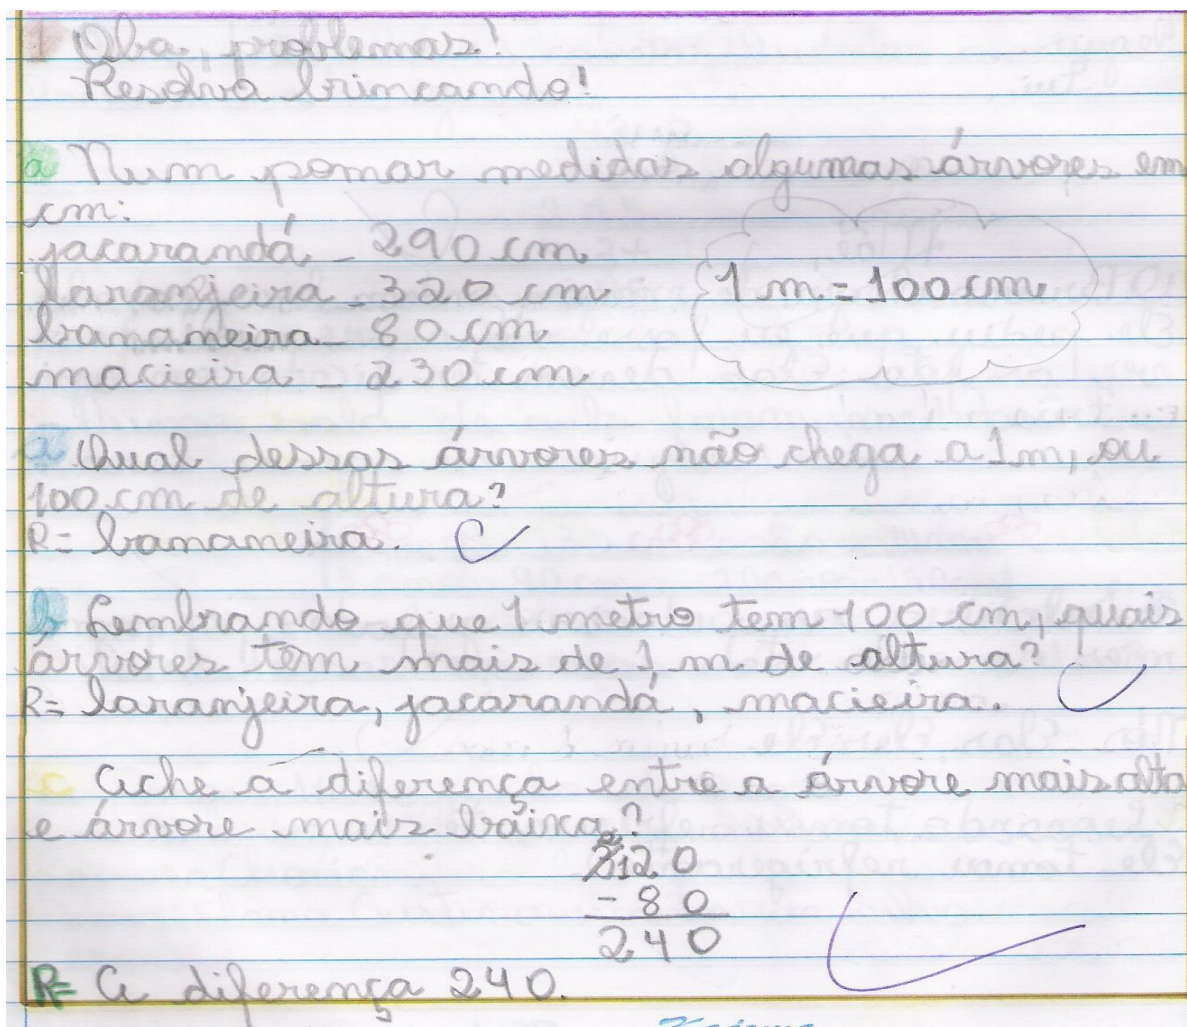 1 Oba, problemas!
Resolva brincando!
a Num pomar medidas algumas árvores em
cm:
jacarandá - 290 cm
laranjeira - 320 cm
bananeira - 80 cm
macieira - 230 cm
1 m = 100 cm
a Qual dessas árvores não chega a 1 m, ou
100 cm de altura?
R= bananeira.
b Lembrando que 1 metro tem 100 cm, quais
árvores têm mais de 1 m de altura?
R= laranjeira, jacarandá, macieira.
c Ache a diferença entre a árvore mais alta
e árvore mais baixa?
3120
- 80
240
R= A diferença 240.